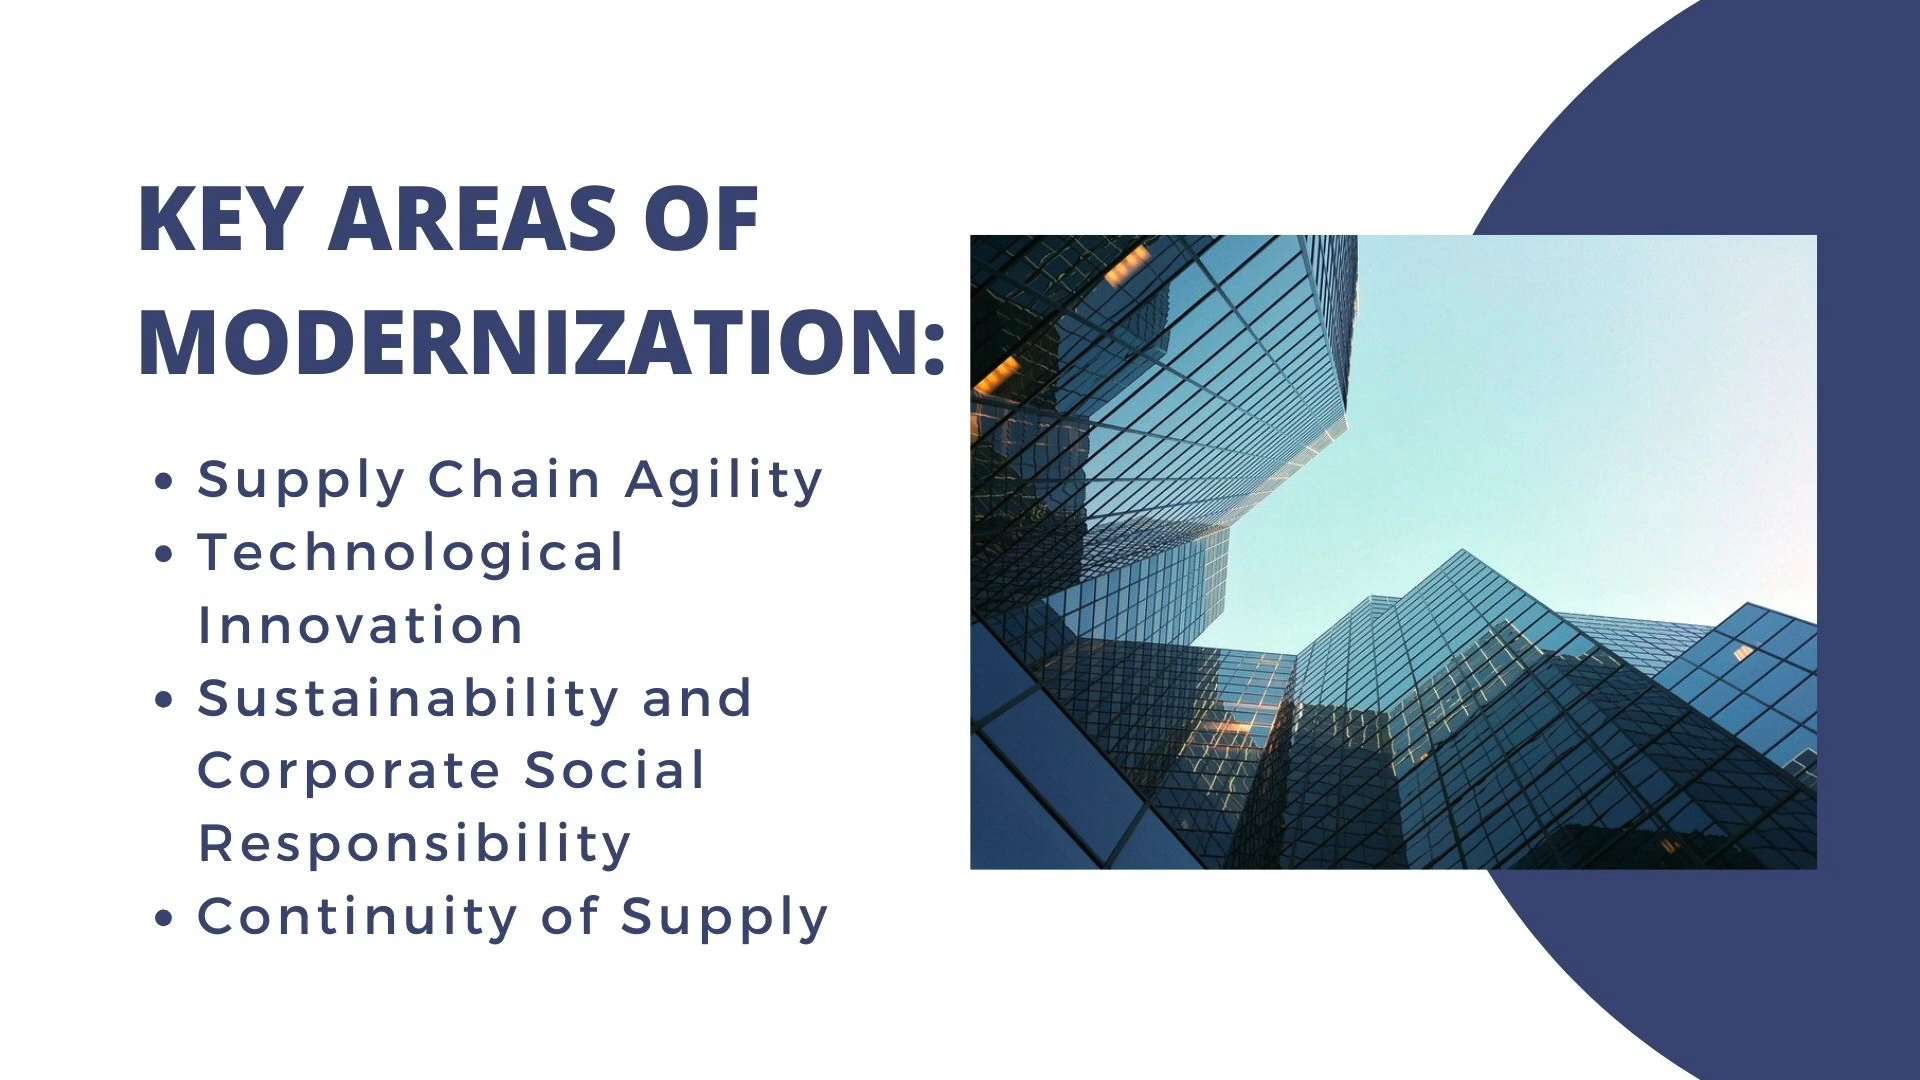 KEY AREAS OF
MODERNIZATION:
• Supply Chain Agility
• Technological
Innovation
• Sustainability and
Corporate Social
Responsibility
• Continuity of Supply